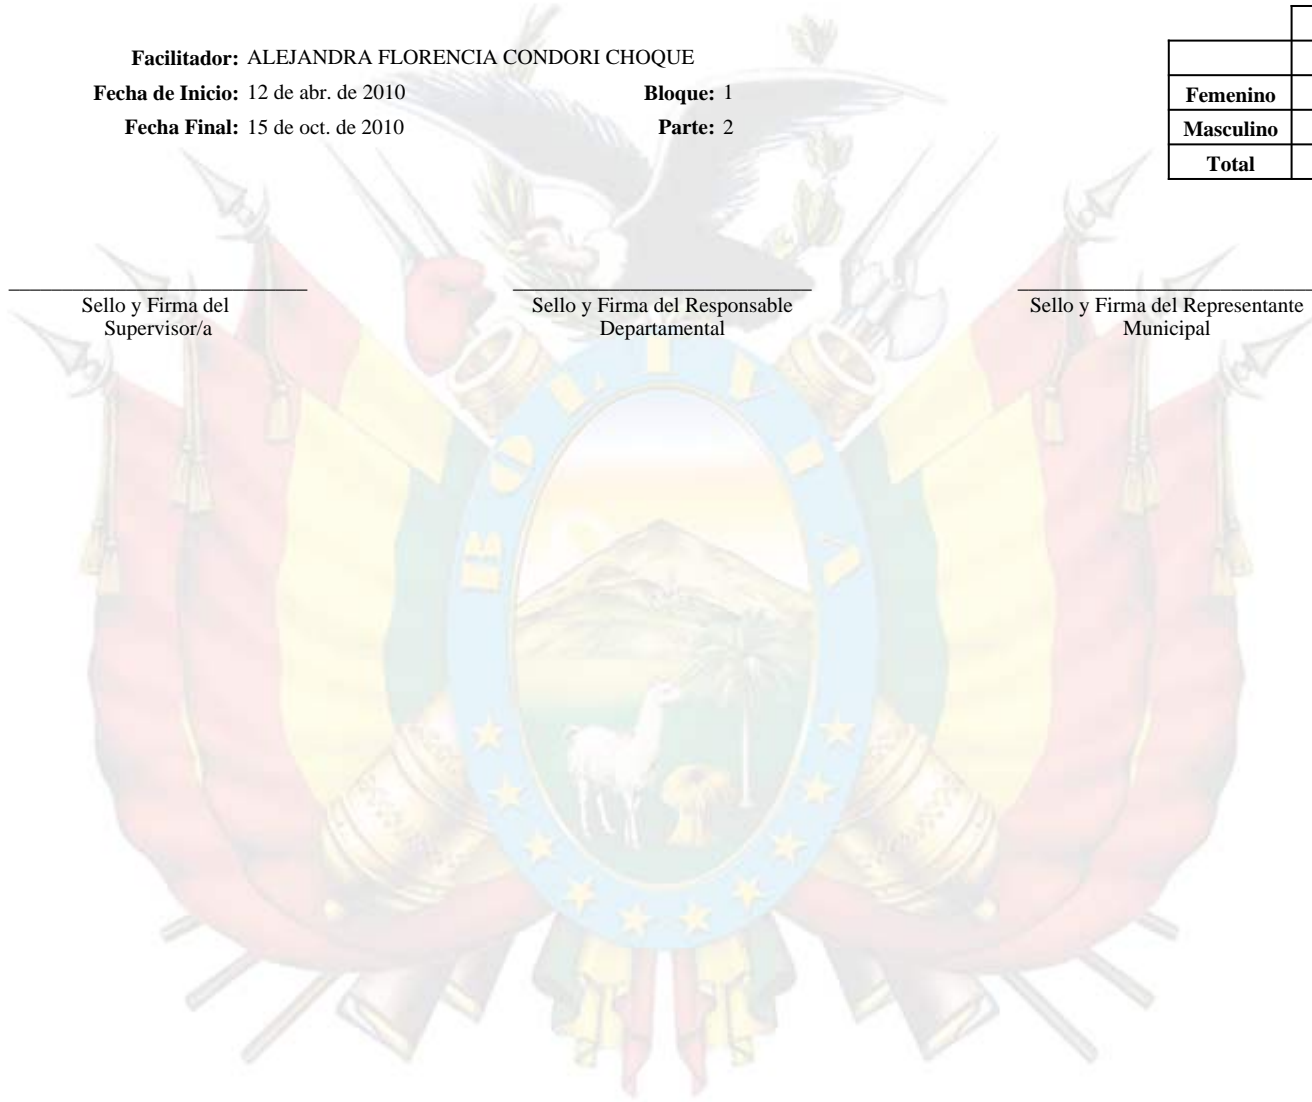 Facilitador: ALEJANDRA FLORENCIA CONDORI CHOQUE
Fecha de Inicio: 12 de abr. de 2010 Bloque: 1
Fecha Final: 15 de oct. de 2010 Parte: 2
Femenino
Masculino
Total
Sello y Firma del Supervisor/a
Sello y Firma del Responsable Departamental
Sello y Firma del Representante Municipal
BOLIVIA